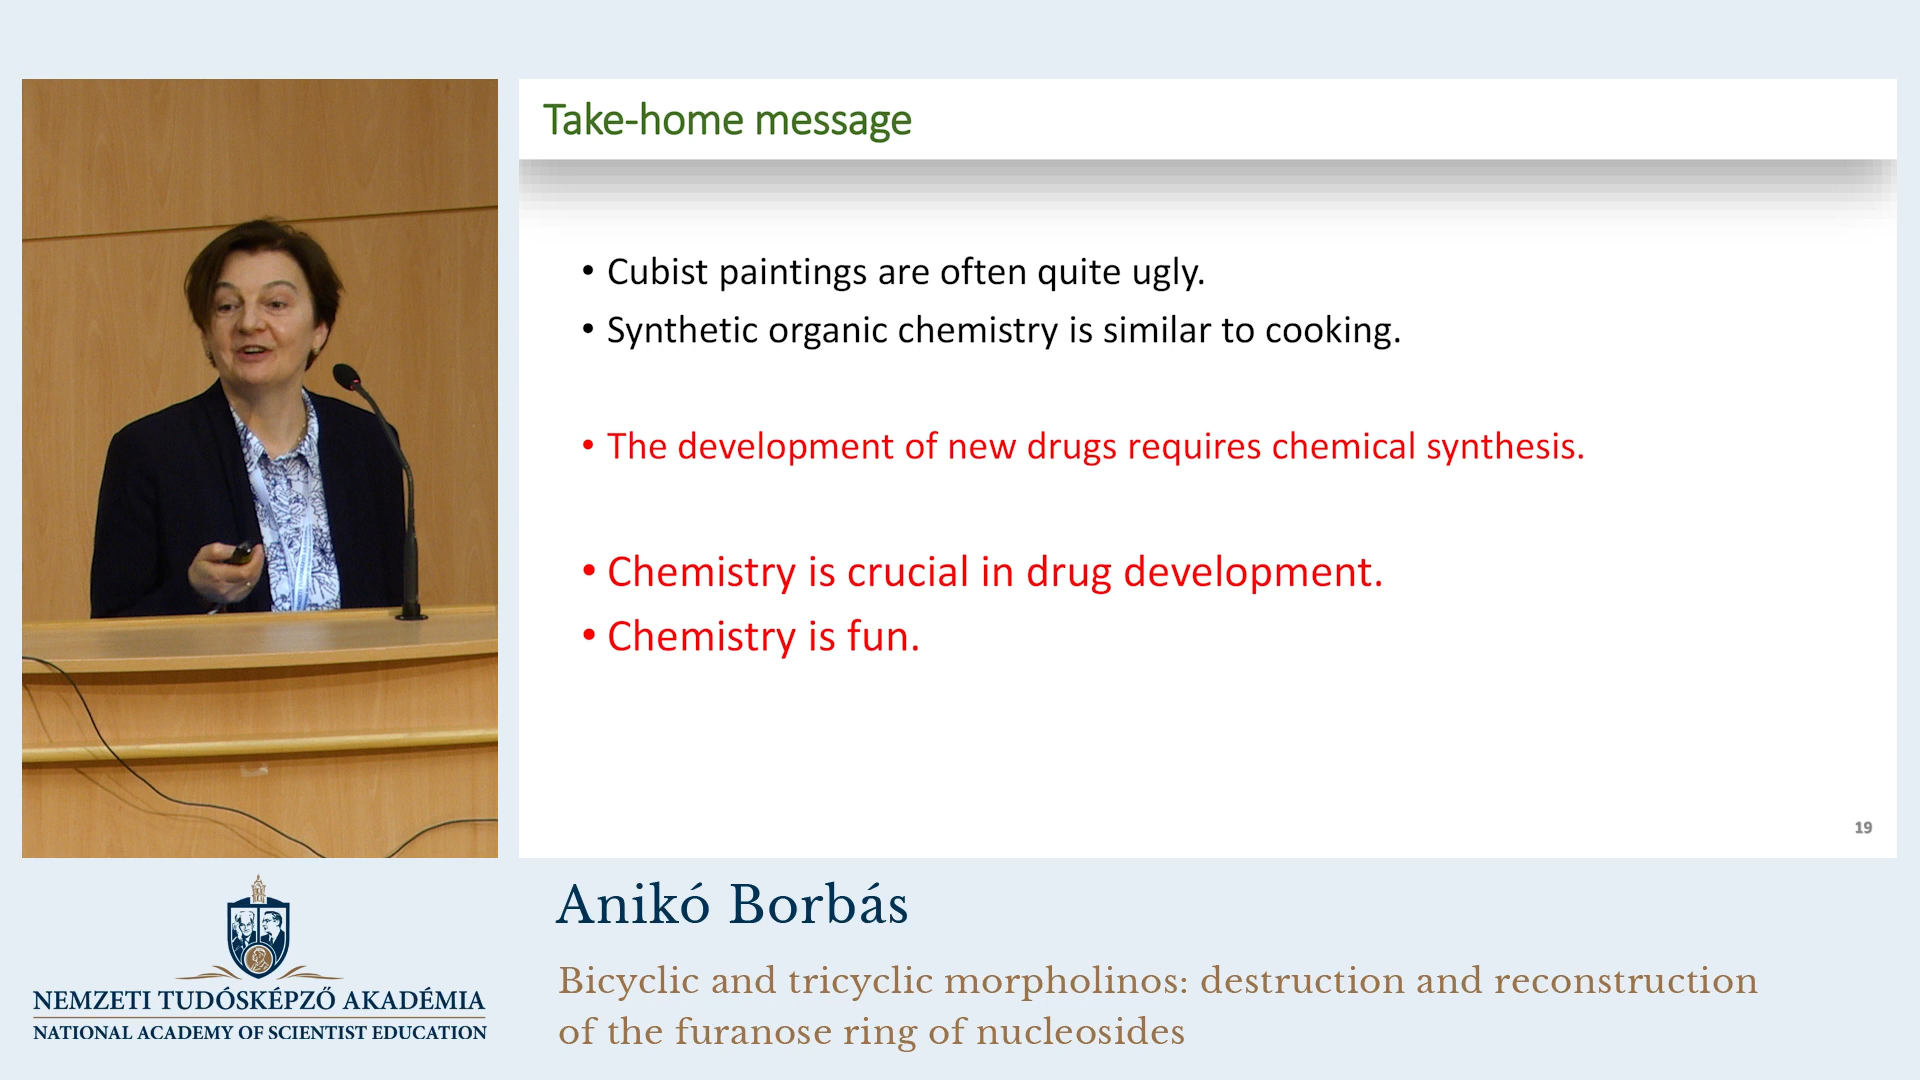 Take-home message
• Cubist paintings are often quite ugly.
• Synthetic organic chemistry is similar to cooking.
• The development of new drugs requires chemical synthesis.
• Chemistry is crucial in drug development.
• Chemistry is fun.
19
NEMZETI TUDÓSKÉPZŐ AKADÉMIA
NATIONAL ACADEMY OF SCIENTIST EDUCATION
Anikó Borbás
Bicyclic and tricyclic morpholinos: destruction and reconstruction
of the furanose ring of nucleosides